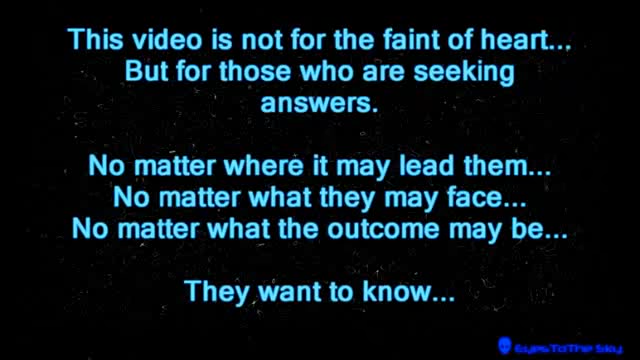 This video is not for the faint of heart...
But for those who are seeking
answers.
No matter where it may lead them...
No matter what they may face...
No matter what the outcome may be...
They want to know...
EyesToTheSky